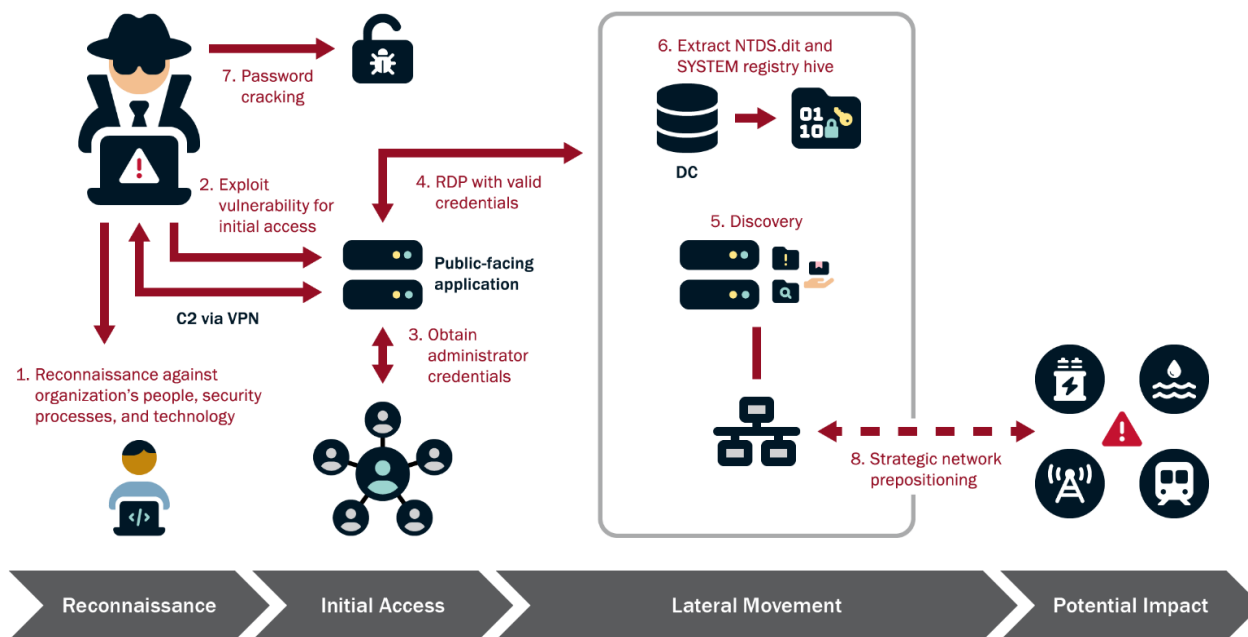 7. Password
cracking
2. Exploit
vulnerability for
initial access
C2 via VPN
1. Reconnaissance against
organization's people, security
processes, and technology
</>
4. RDP with valid
credentials
Public-facing
application
3. Obtain
administrator
credentials
6. Extract NTDS.dit and
SYSTEM registry hive
01
10
DC
5. Discovery
8. Strategic network
prepositioning
Reconnaissance
Initial Access
Lateral Movement
Potential Impact